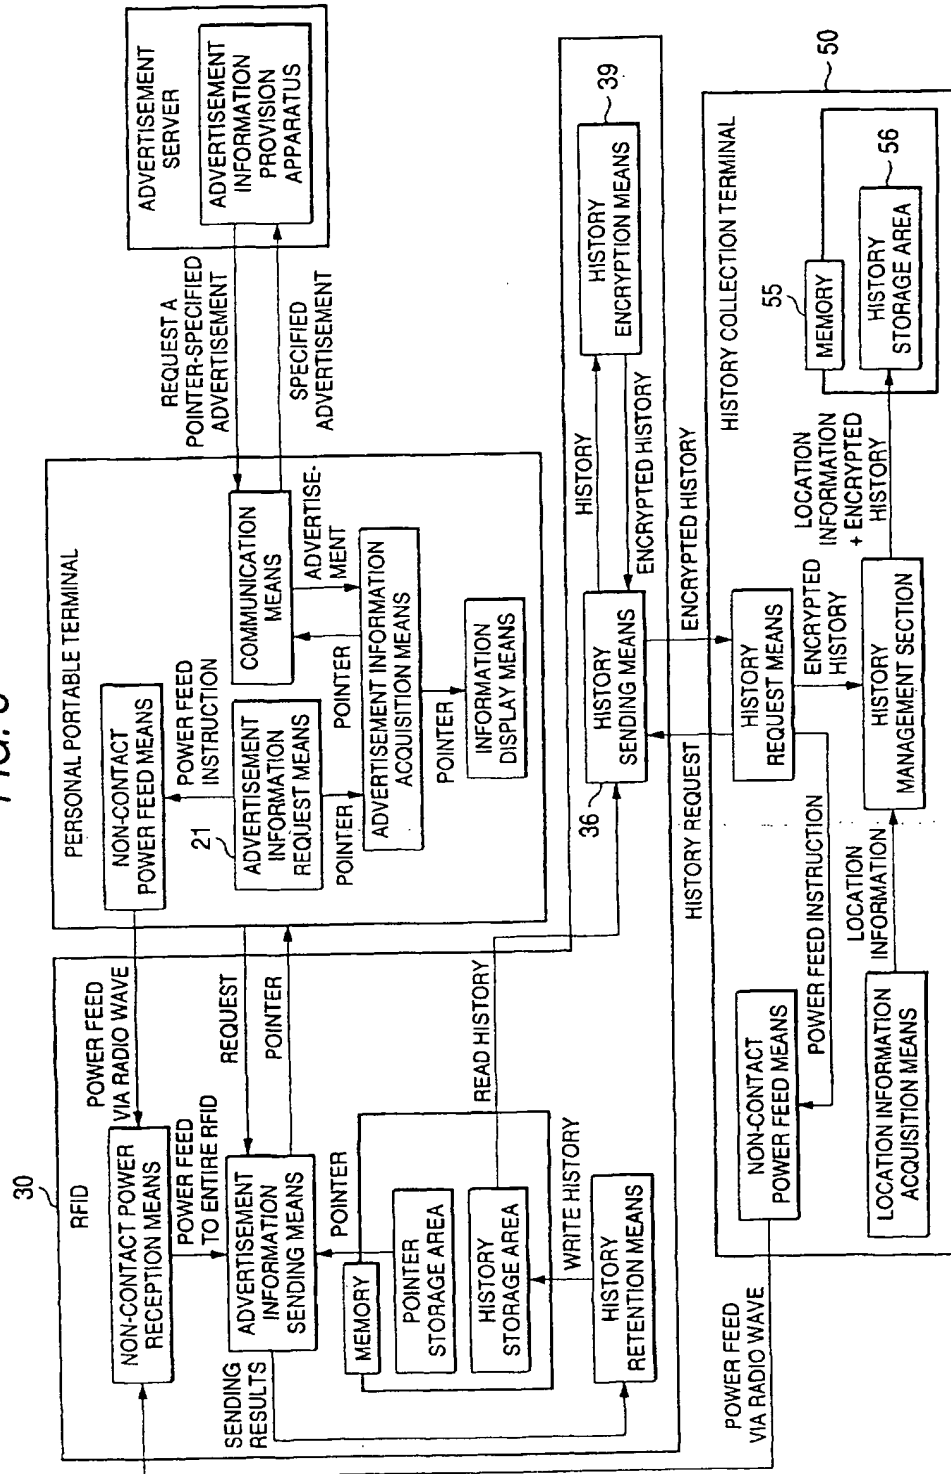 30
RFID
NON-CONTACT POWER
RECEPTION MEANS
POWER FEED
VIA RADIO WAVE
POWER FEED
TO ENTIRE RFID
ADVERTISEMENT
INFORMATION
SENDING MEANS
REQUEST
POINTER
SENDING
RESULTS
POINTER
MEMORY
POINTER
STORAGE AREA
HISTORY
STORAGE AREA
READ HISTORY
WRITE HISTORY
HISTORY
RETENTION MEANS
PERSONAL PORTABLE TERMINAL
NON-CONTACT
POWER FEED MEANS
POWER FEED
INSTRUCTION
21
ADVERTISEMENT
INFORMATION
REQUEST MEANS
COMMUNICATION
MEANS
POINTER
POINTER
ADVERTISE-
MENT
ADVERTISEMENT INFORMATION
ACQUISITION MEANS
POINTER
INFORMATION
DISPLAY MEANS
REQUEST A
POINTER-SPECIFIED
ADVERTISEMENT
SPECIFIED
ADVERTISEMENT
ADVERTISEMENT
SERVER
ADVERTISEMENT
INFORMATION
PROVISION
APPARATUS
36
HISTORY
SENDING MEANS
HISTORY
ENCRYPTED HISTORY
HISTORY
ENCRYPTION MEANS
39
HISTORY REQUEST
ENCRYPTED HISTORY
50
HISTORY COLLECTION TERMINAL
POWER FEED
VIA RADIO WAVE
NON-CONTACT
POWER FEED MEANS
POWER FEED INSTRUCTION
HISTORY
REQUEST MEANS
ENCRYPTED
HISTORY
LOCATION INFORMATION
ACQUISITION MEANS
LOCATION
INFORMATION
HISTORY
MANAGEMENT SECTION
LOCATION
INFORMATION
+ ENCRYPTED
HISTORY
55
MEMORY
HISTORY
STORAGE AREA
56